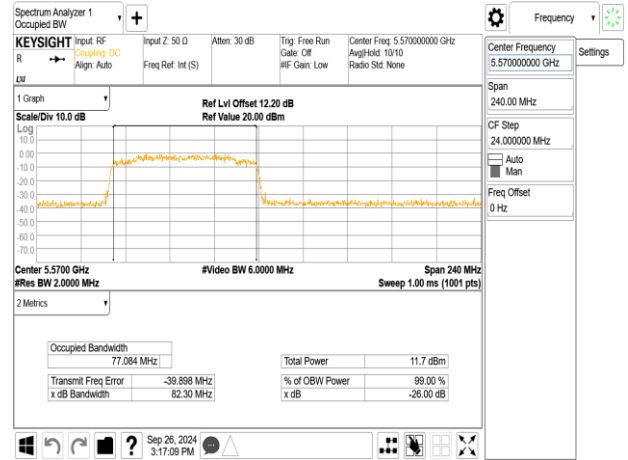 Spectrum Analyzer 1
Occupied BW
+
Frequency
KEYSIGHT
R
LXI
Input: RF
Coupling: DC
Align: Auto
Input Z: 50 Ω
Freq Ref: Int (S)
Atten: 30 dB
Trig: Free Run
Gate: Off
#IF Gain: Low
Center Freq: 5.570000000 GHz
Avg|Hold: 10/10
Radio Std: None
Center Frequency
5.570000000 GHz
Settings
Span
240.00 MHz
CF Step
24.000000 MHz
Auto
Man
Freq Offset
0 Hz
1 Graph
Scale/Div 10.0 dB
Ref Lvl Offset 12.20 dB
Ref Value 20.00 dBm
Log
10.0
0.00
-10.0
-20.0
-30.0
-40.0
-50.0
-60.0
-70.0
Center 5.5700 GHz
#Res BW 2.0000 MHz
#Video BW 6.0000 MHz
Span 240 MHz
Sweep 1.00 ms (1001 pts)
2 Metrics
Occupied Bandwidth
77.084 MHz
Total Power 11.7 dBm
Transmit Freq Error -39.898 MHz
% of OBW Power 99.00 %
x dB Bandwidth 82.30 MHz
x dB -26.00 dB
?
Sep 26, 2024
3:17:09 PM